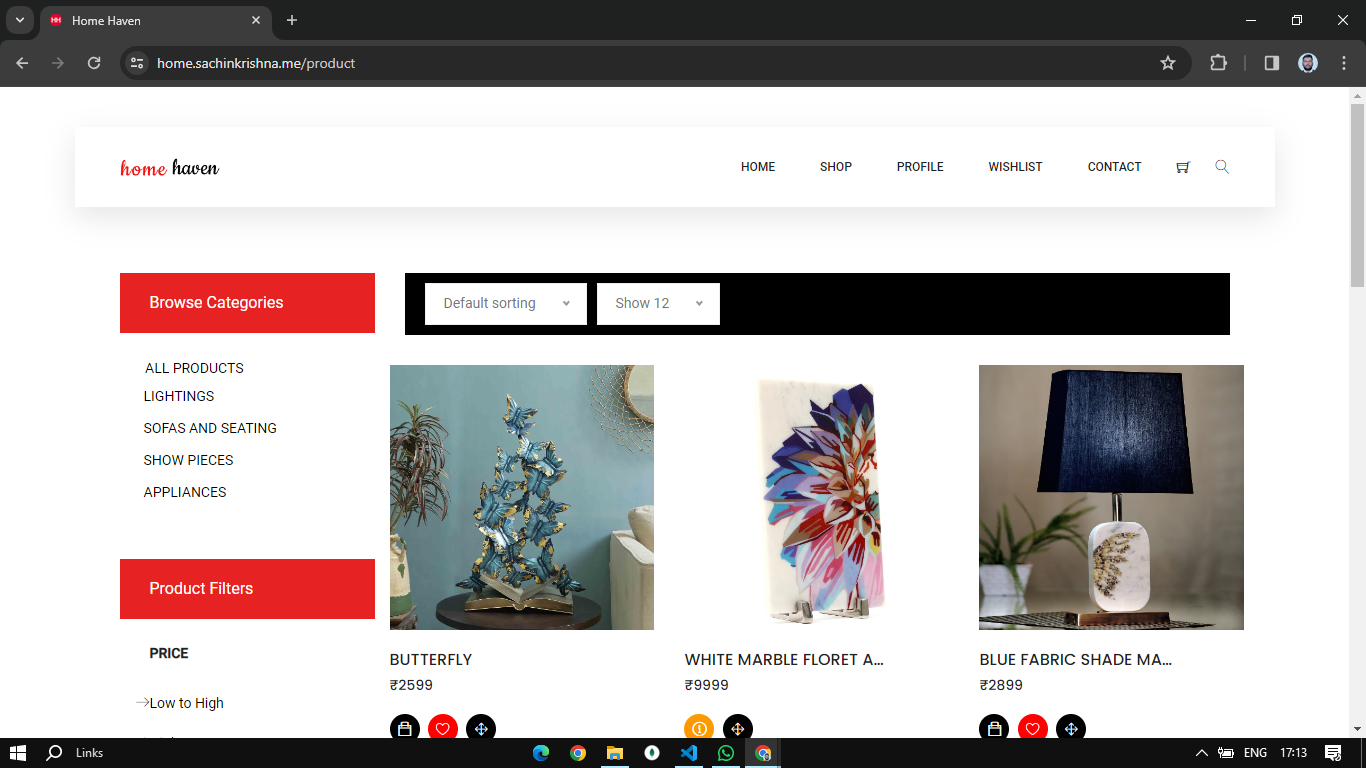 Home Haven
home.sachinkrishna.me/product
home haven
HOME SHOP PROFILE WISHLIST CONTACT
Browse Categories
Default sorting Show 12
ALL PRODUCTS
LIGHTINGS
SOFAS AND SEATING
SHOW PIECES
APPLIANCES
Product Filters
PRICE
Low to High
BUTTERFLY
₹2599
WHITE MARBLE FLORET A...
₹9999
BLUE FABRIC SHADE MA...
₹2899
Links
ENG 17:13